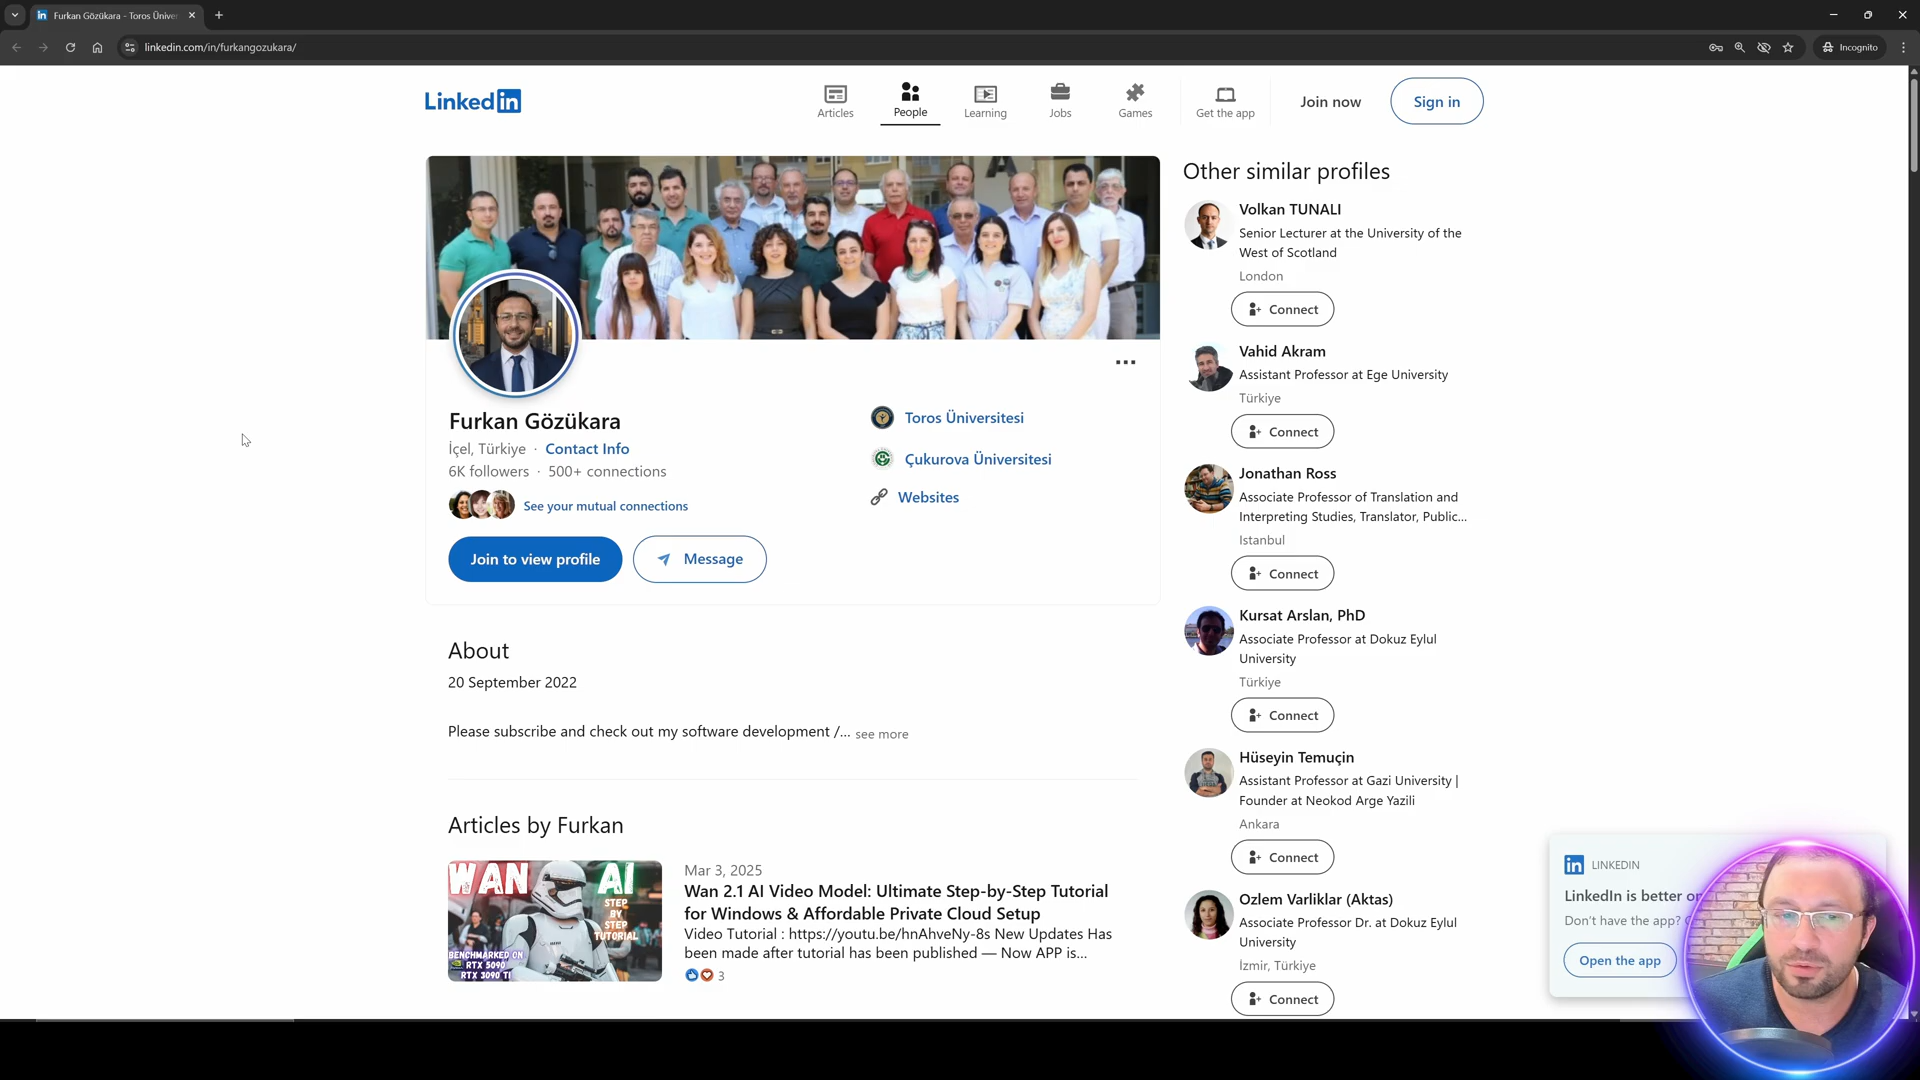 Furkan Gözükara - Toros Üniver
linkedin.com/in/furkangozukara/
Incognito
Linkedin
Articles
People
Learning
Jobs
Games
Get the app
Join now
Sign in
Furkan Gözükara
İçel, Türkiye · Contact Info
6K followers · 500+ connections
See your mutual connections
Join to view profile
Message
Toros Üniversitesi
Çukurova Üniversitesi
Websites
About
20 September 2022
Please subscribe and check out my software development /... see more
Articles by Furkan
WAN AI
STEP
BY
STEP
TUTORIAL
BENCHMARKED ON
RTX 5090
RTX 3090 TI
Mar 3, 2025
Wan 2.1 AI Video Model: Ultimate Step-by-Step Tutorial
for Windows & Affordable Private Cloud Setup
Video Tutorial : https://youtu.be/hnAhveNy-8s New Updates Has
been made after tutorial has been published — Now APP is...
3
Other similar profiles
Volkan TUNALI
Senior Lecturer at the University of the
West of Scotland
London
Connect
Vahid Akram
Assistant Professor at Ege University
Türkiye
Connect
Jonathan Ross
Associate Professor of Translation and
Interpreting Studies, Translator, Public...
Istanbul
Connect
Kursat Arslan, PhD
Associate Professor at Dokuz Eylul
University
Türkiye
Connect
Hüseyin Temuçin
Assistant Professor at Gazi University |
Founder at Neokod Arge Yazili
Ankara
Connect
Ozlem Varliklar (Aktas)
Associate Professor Dr. at Dokuz Eylul
University
İzmir, Türkiye
Connect
LINKEDIN
LinkedIn is better
Don't have the app?
Open the app